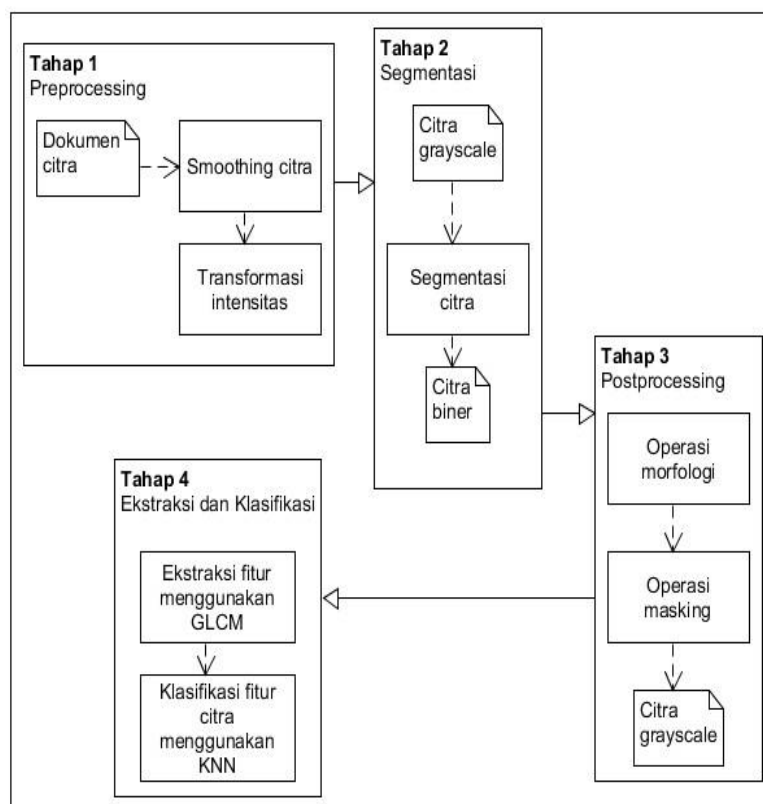 Tahap 1
Preprocessing
Dokumen
citra
Smoothing citra
Transformasi
intensitas
Tahap 2
Segmentasi
Citra
grayscale
Segmentasi
citra
Citra
biner
Tahap 3
Postprocessing
Operasi
morfologi
Operasi
masking
Citra
grayscale
Tahap 4
Ekstraksi dan Klasifikasi
Ekstraksi fitur
menggunakan
GLCM
Klasifikasi fitur
citra
menggunakan
KNN